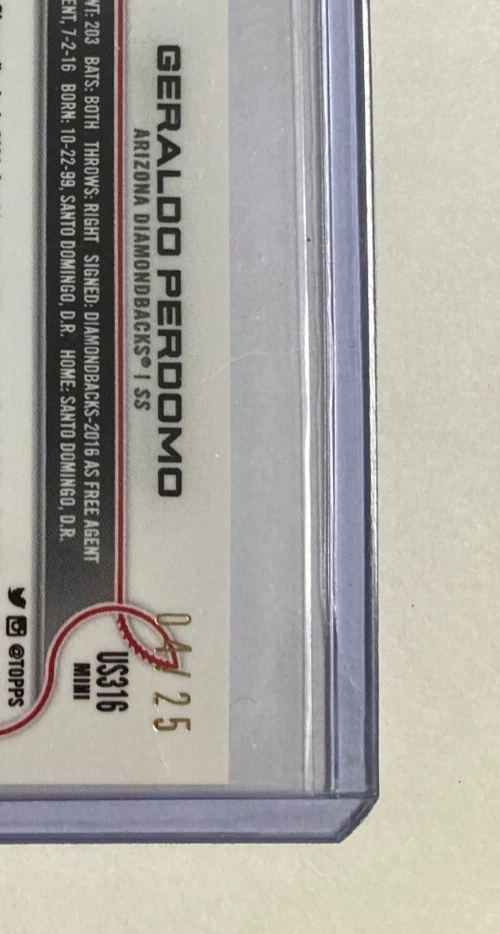 GERALDO PERDOMO
ARIZONA DIAMONDBACKS® | SS
WT: 203 BATS: BOTH THROWS: RIGHT SIGNED: DIAMONDBACKS-2016 AS FREE AGENT
ENT, 7-2-16 BORN: 10-22-99, SANTO DOMINGO, D.R. HOME: SANTO DOMINGO, D.R.
04/25
US316
MINI
@TOPPS